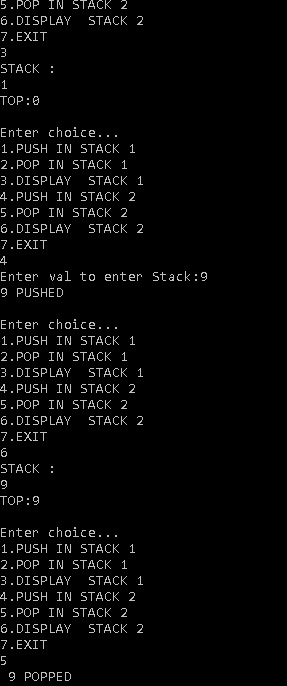 5.POP IN STACK 2
6.DISPLAY  STACK 2
7.EXIT
3
STACK :
1
TOP:0
Enter choice...
1.PUSH IN STACK 1
2.POP IN STACK 1
3.DISPLAY  STACK 1
4.PUSH IN STACK 2
5.POP IN STACK 2
6.DISPLAY  STACK 2
7.EXIT
4
Enter val to enter Stack:9
9 PUSHED
Enter choice...
1.PUSH IN STACK 1
2.POP IN STACK 1
3.DISPLAY  STACK 1
4.PUSH IN STACK 2
5.POP IN STACK 2
6.DISPLAY  STACK 2
7.EXIT
6
STACK :
9
TOP:9
Enter choice...
1.PUSH IN STACK 1
2.POP IN STACK 1
3.DISPLAY  STACK 1
4.PUSH IN STACK 2
5.POP IN STACK 2
6.DISPLAY  STACK 2
7.EXIT
5
 9 POPPED